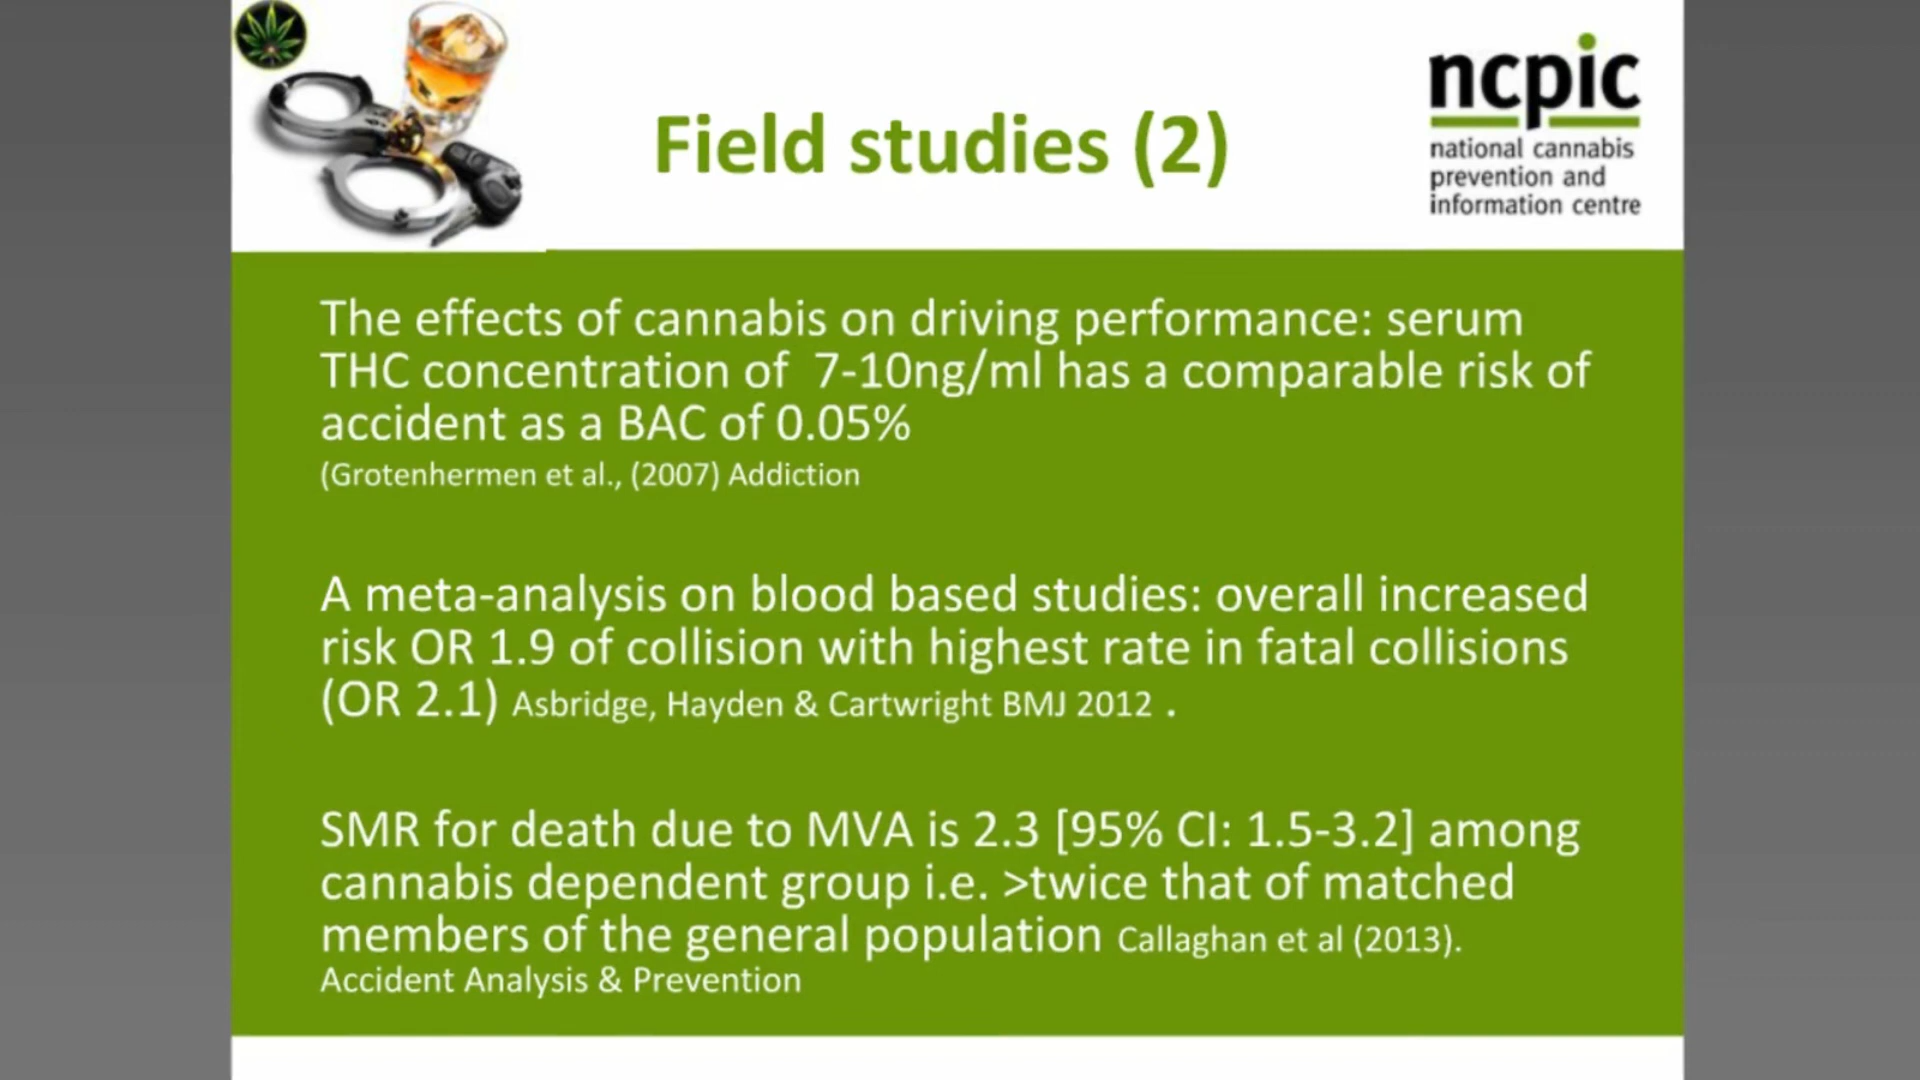 Field studies (2)
ncpic
national cannabis
prevention and
information centre
The effects of cannabis on driving performance: serum
THC concentration of  7-10ng/ml has a comparable risk of
accident as a BAC of 0.05%
(Grotenhermen et al., (2007) Addiction
A meta-analysis on blood based studies: overall increased
risk OR 1.9 of collision with highest rate in fatal collisions
(OR 2.1) Asbridge, Hayden & Cartwright BMJ 2012 .
SMR for death due to MVA is 2.3 [95% CI: 1.5-3.2] among
cannabis dependent group i.e. >twice that of matched
members of the general population Callaghan et al (2013).
Accident Analysis & Prevention